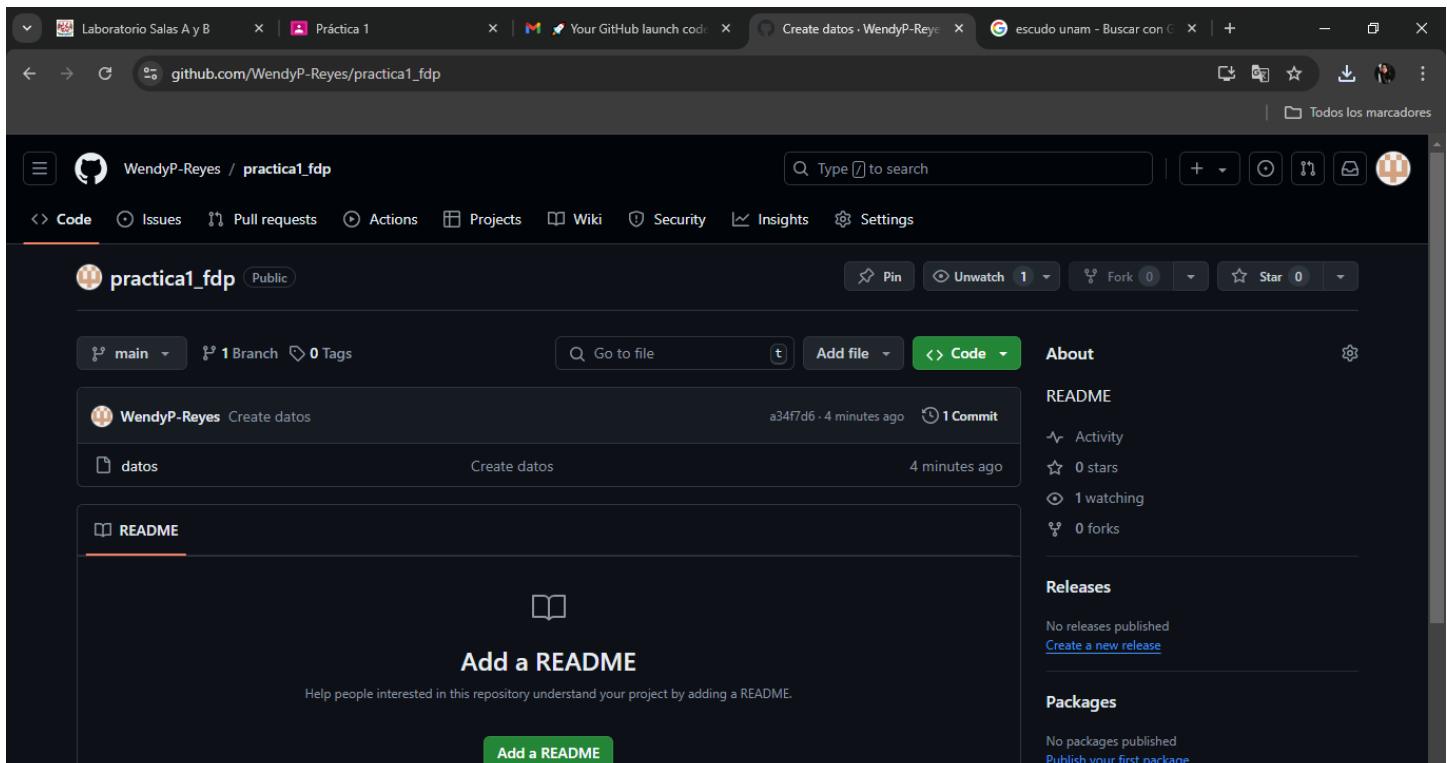 Laboratorio Salas A y B
Práctica 1
Your GitHub launch code
Create datos · WendyP-Reye
escudo unam - Buscar con G
github.com/WendyP-Reyes/practica1_fdp
Todos los marcadores
WendyP-Reyes / practica1_fdp
Type / to search
Code Issues Pull requests Actions Projects Wiki Security Insights Settings
practica1_fdp Public
Pin Unwatch 1 Fork 0 Star 0
main 1 Branch 0 Tags
Go to file t Add file Code
WendyP-Reyes Create datos a34f7d6 · 4 minutes ago 1 Commit
datos Create datos 4 minutes ago
README
Add a README
Help people interested in this repository understand your project by adding a README.
Add a README
About
README
Activity
0 stars
1 watching
0 forks
Releases
No releases published
Create a new release
Packages
No packages published
Publish your first package